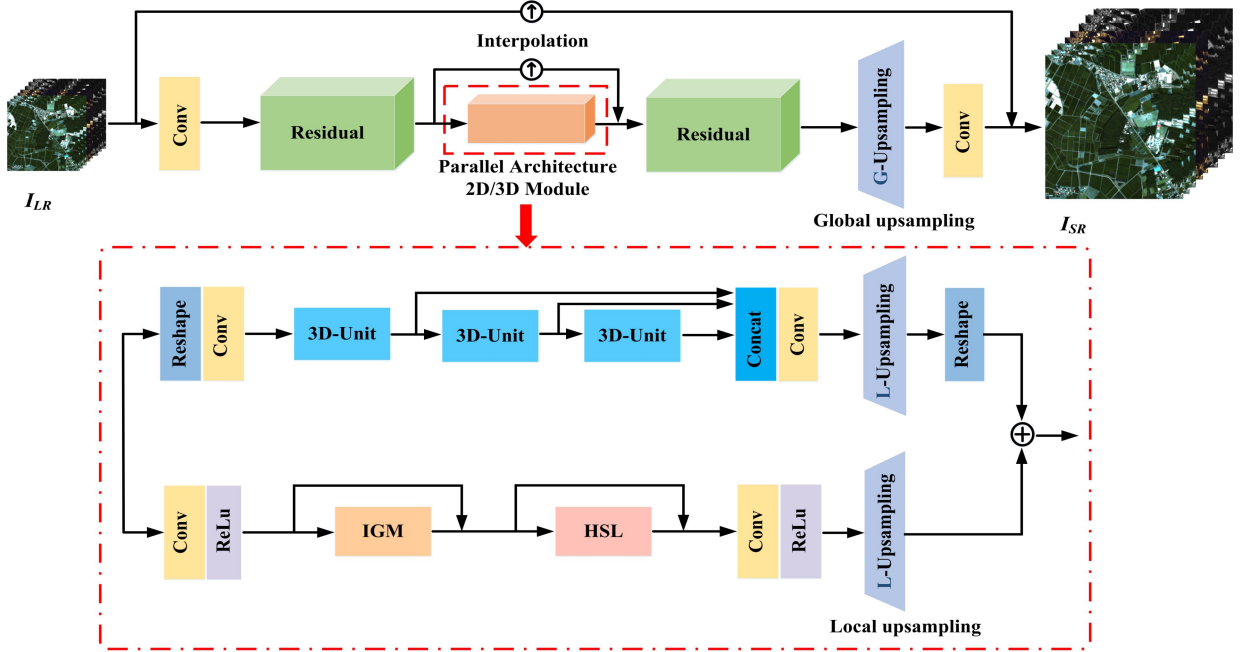 Interpolation
Conv
Residual
Residual
G-Upsampling
Conv
Parallel Architecture
2D/3D Module
I_LR
Global upsampling
I_SR
Reshape
Conv
3D-Unit
3D-Unit
3D-Unit
Concat
Conv
L-Upsampling
Reshape
Conv
ReLu
IGM
HSL
Conv
ReLu
L-Upsampling
Local upsampling